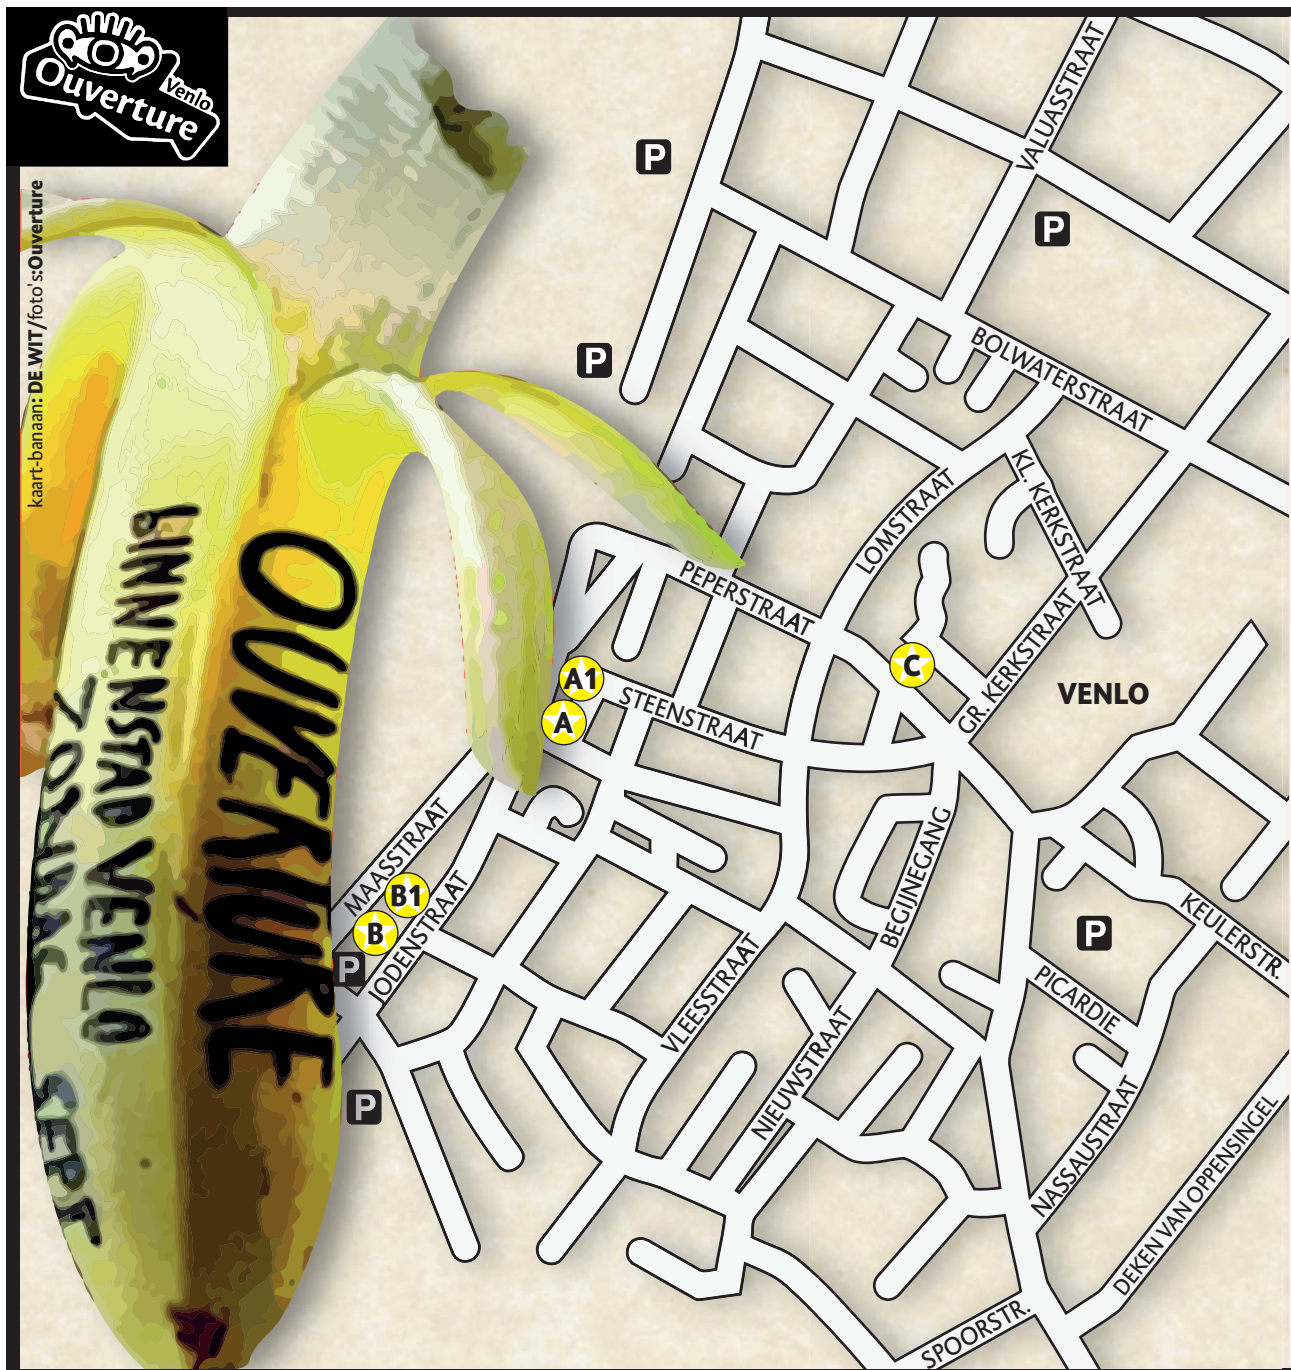 Ouverture
Venlo
kaart-banaan: DE WIT/foto's:Ouverture
OUVERTURE
BINNENSTAD VENLO
SEPT
P
P
P
P
P
P
VALUASSTRAAT
BOLWATERSTRAAT
KL. KERKSTRAAT
LOMSTRAAT
PEPERSTRAAT
GR. KERKSTRAAT
C
VENLO
A1
A
STEENSTRAAT
MAASSTRAAT
B1
B
JODENSTRAAT
BEGIJNEGANG
KEULERSTR.
VLEESSTRAAT
PICARDIE
NIEUWSTRAAT
NASSAUSTRAAT
DEKEN VAN OPPENSINGEL
SPOORSTR.